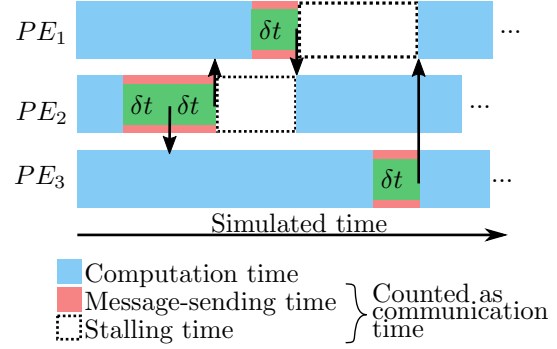 PE₁ δt ...
PE₂ δt δt ...
PE₃ δt ...
Simulated time
Computation time
Message-sending time
Stalling time
Counted as
communication
time